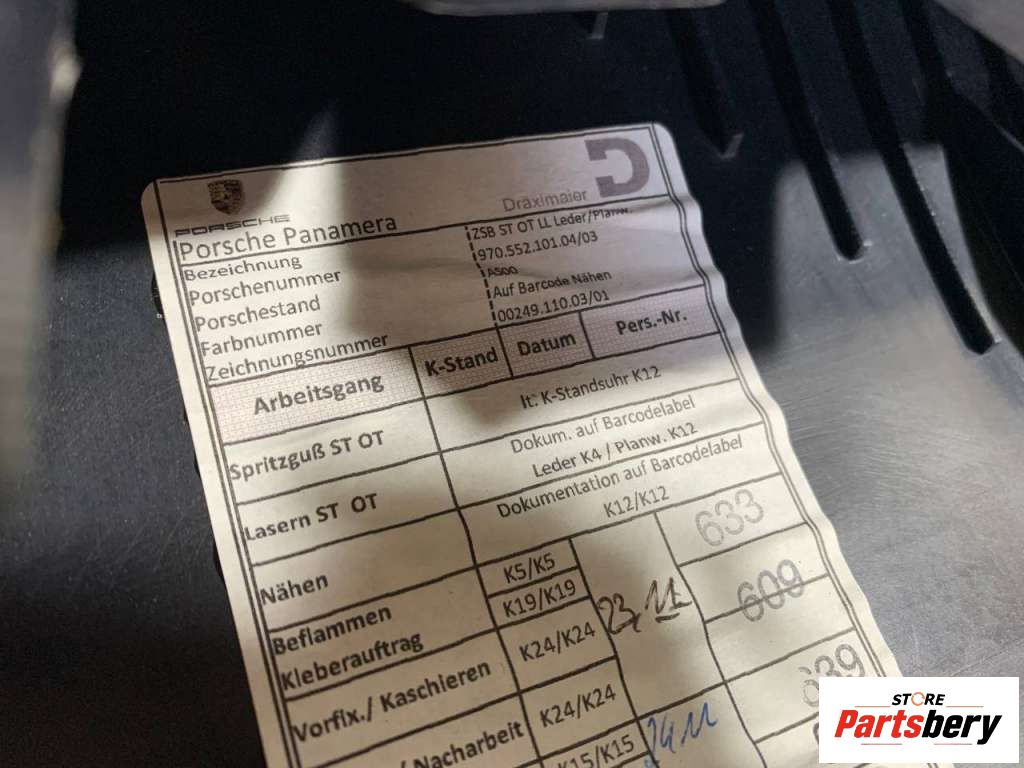 PORSCHE
Dräxlmaier
Porsche Panamera
Bezeichnung ZSB ST OT LL Leder/Planw.
Porschenummer 970.552.101.04/03
Porschestand A500
Farbnummer Auf Barcode Nähen
Zeichnungsnummer 00249.110.03/01
Arbeitsgang K-Stand Datum Pers.-Nr.
Spritzguß ST OT lt. K-Standsuhr K12
Lasern ST OT Dokum. auf Barcodelabel
Leder K4 / Planw. K12
Nähen Dokumentation auf Barcodelabel
K12/K12
Beflammen K5/K5 633
Kleberauftrag K19/K19 23, 11 609
Vorfix./ Kaschieren K24/K24
/ Nacharbeit K24/K24 24 11 639
K15/K15
STORE
Partsbery